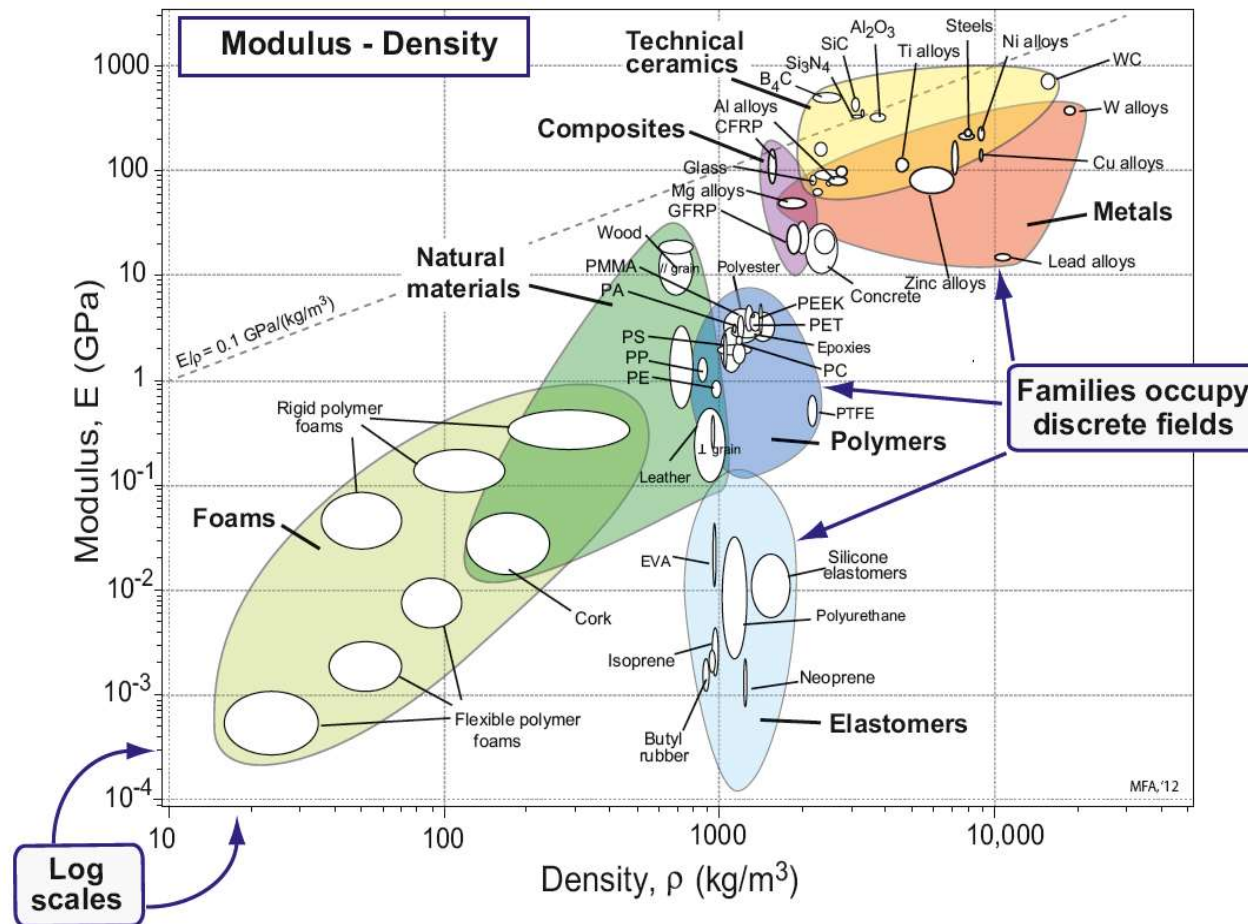 Modulus - Density
Technical
ceramics
Al₂O₃
SiC
Si₃N₄
B₄C
Steels
Ti alloys
Ni alloys
WC
W alloys
Al alloys
CFRP
Composites
Glass
Mg alloys
GFRP
Cu alloys
Metals
Lead alloys
Zinc alloys
Concrete
Wood
// grain
PMMA
PA
Natural
materials
Polyester
PEEK
PET
Epoxies
PC
PS
PP
PE
PTFE
Polymers
⊥ grain
Leather
E/ρ = 0.1 GPa/(kg/m³)
Rigid polymer
foams
Foams
Cork
Flexible polymer
foams
EVA
Silicone
elastomers
Polyurethane
Isoprene
Neoprene
Butyl
rubber
Elastomers
Families occupy
discrete fields
MFA,'12
Modulus, E (GPa)
1000
100
10
1
10⁻¹
10⁻²
10⁻³
10⁻⁴
10
100
1000
10,000
Density, ρ (kg/m³)
Log
scales